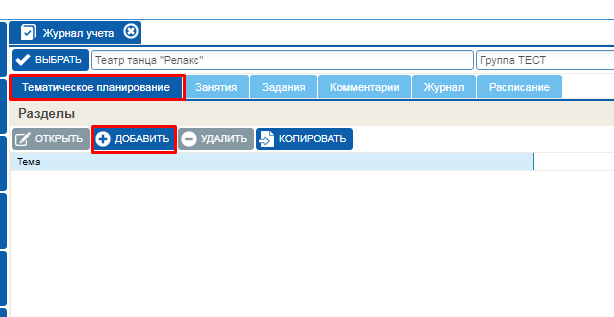 Журнал учета
ВЫБРАТЬ Театр танца "Релакс" Группа ТЕСТ
Тематическое планирование Занятия Задания Комментарии Журнал Расписание
Разделы
ОТКРЫТЬ ДОБАВИТЬ УДАЛИТЬ КОПИРОВАТЬ
Тема